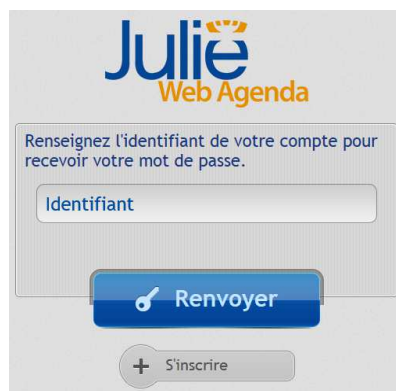 Julie
Web Agenda
Renseignez l'identifiant de votre compte pour
recevoir votre mot de passe.
Identifiant
Renvoyer
+ S'inscrire